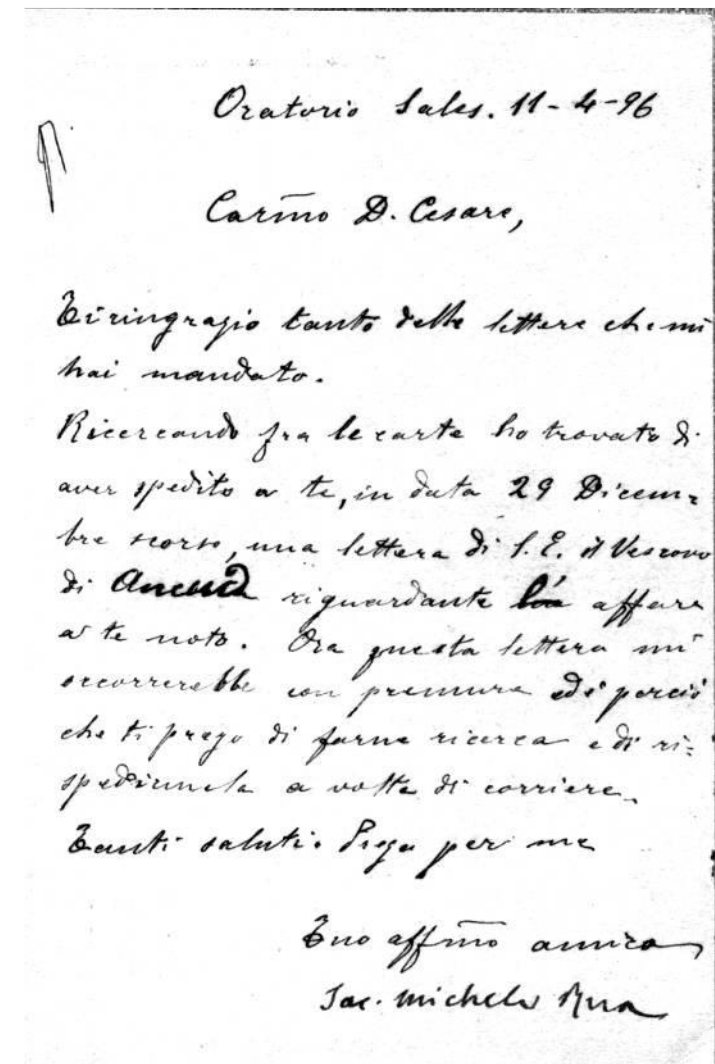 Oratorio Sales. 11-4-96
Carmo D. Cesare,
Ti ringrazio tanto delle lettere che mi
hai mandato.
Ricercando fra le carte ho trovato di
aver spedito a te, in data 29 Dicem=
bre scorso, una lettera di S. E. il Vescovo
di riguardante affare
a te noto. Ora questa lettera mi
occorrerebbe con premura ed è perciò
che ti prego di farne ricerca e di ri=
spedirmela a volta di corriere.
Tanti saluti. Prega per me
Tuo affmo amico
Sac. Michele Rua